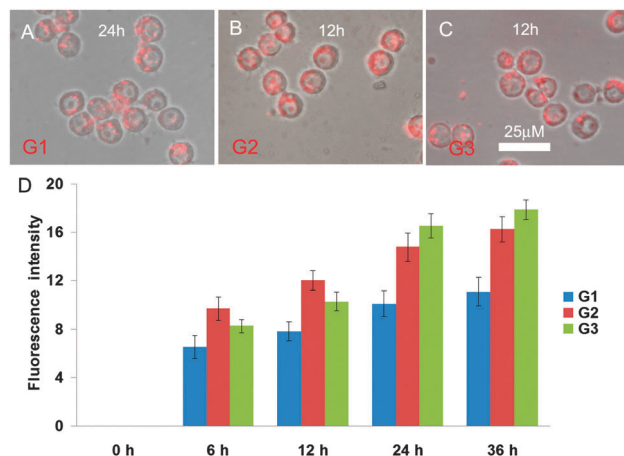 A
24h
G1
B
12h
G2
C
12h
25μM
G3
D
Fluorescence intensity
20
16
12
8
4
0
0 h
6 h
12 h
24 h
36 h
G1
G2
G3